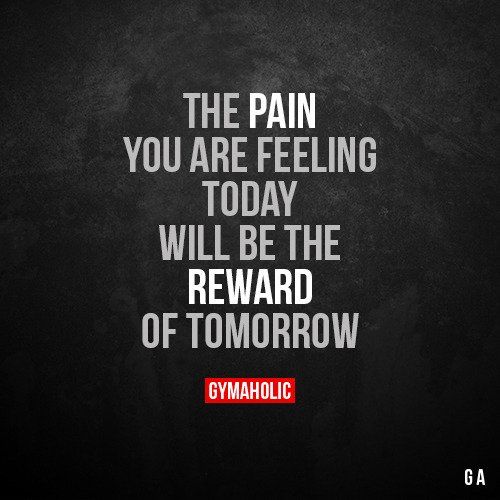 THE PAIN
YOU ARE FEELING
TODAY
WILL BE THE
REWARD
OF TOMORROW
GYMAHOLIC
GA